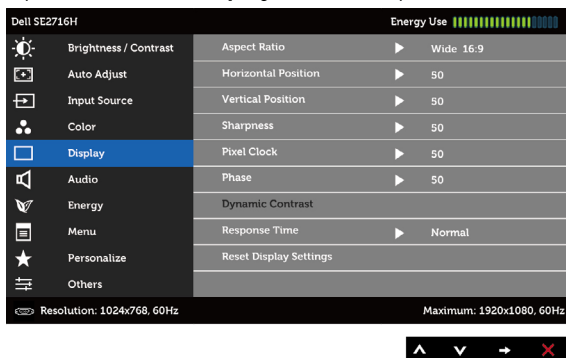 Dell SE2716H Energy Use
Brightness / Contrast Aspect Ratio Wide 16:9
Auto Adjust Horizontal Position 50
Input Source Vertical Position 50
Color Sharpness 50
Display Pixel Clock 50
Audio Phase 50
Energy Dynamic Contrast
Menu Response Time Normal
Personalize Reset Display Settings
Others
Resolution: 1024x768, 60Hz Maximum: 1920x1080, 60Hz